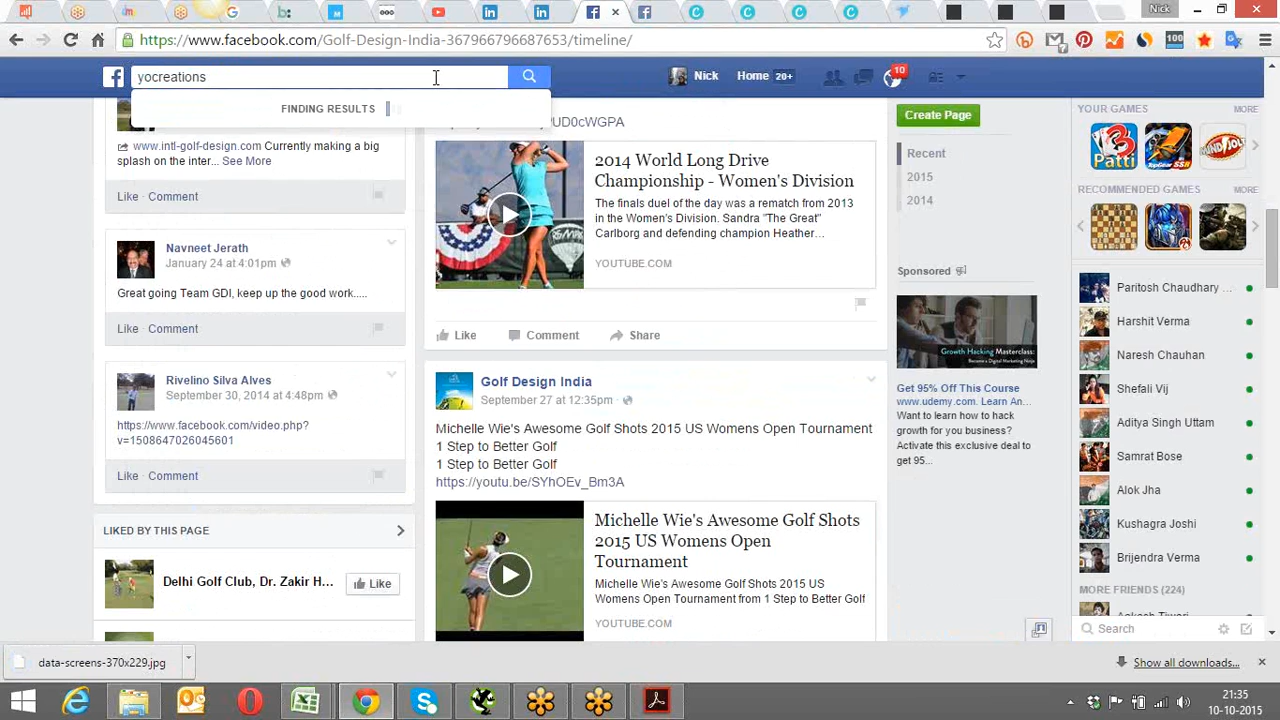 Nick
https://www.facebook.com/Golf-Design-India-367966796687653/timeline/
100
yocreations
Nick
Home 20+
10
FINDING RESULTS
www.intl-golf-design.com Currently making a big
splash on the inter... See More
Like · Comment
Navneet Jerath
January 24 at 4:01pm
Great going Team GDI, keep up the good work.....
Like · Comment
Rivelino Silva Alves
September 30, 2014 at 4:48pm
https://www.facebook.com/video.php?
v=1508647026045601
Like · Comment
LIKED BY THIS PAGE
Delhi Golf Club, Dr. Zakir H...
Like
2014 World Long Drive
Championship - Women's Division
The finals duel of the day was a rematch from 2013
in the Women's Division. Sandra "The Great"
Carlborg and defending champion Heather...
YOUTUBE.COM
Like Comment Share
Golf Design India
September 27 at 12:35pm
Michelle Wie's Awesome Golf Shots 2015 US Womens Open Tournament
1 Step to Better Golf
1 Step to Better Golf
https://youtu.be/SYhOEv_Bm3A
Michelle Wie's Awesome Golf Shots
2015 US Womens Open
Tournament
Michelle Wie's Awesome Golf Shots 2015 US
Womens Open Tournament from 1 Step to Better Golf
YOUTUBE.COM
Create Page
Recent
2015
2014
Sponsored
Growth Hacking
Masterclass:
Get 95% Off This Course
www.udemy.com. Learn An...
Want to learn how to hack
growth for you business?
Activate this exclusive deal to
get 95...
YOUR GAMES MORE
Patti
RECOMMENDED GAMES MORE
Paritosh Chaudhary ...
Harshit Verma
Naresh Chauhan
Shefali Vij
Aditya Singh Uttam
Samrat Bose
Alok Jha
Kushagra Joshi
Brijendra Verma
MORE FRIENDS (224)
Search
data-screens-370x229.jpg
Show all downloads...
21:35
10-10-2015